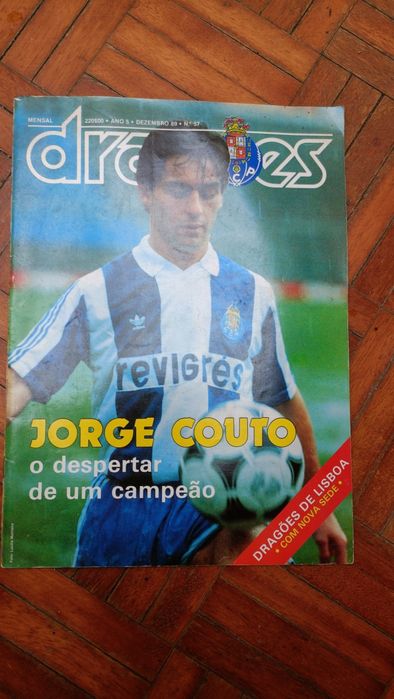 MENSAL 220$00 • ANO 5 • DEZEMBRO 89 • N.º 57
dragões
FCP
revigrés
JORGE COUTO
o despertar
de um campeão
DRAGÕES DE LISBOA
• COM NOVA SEDE •